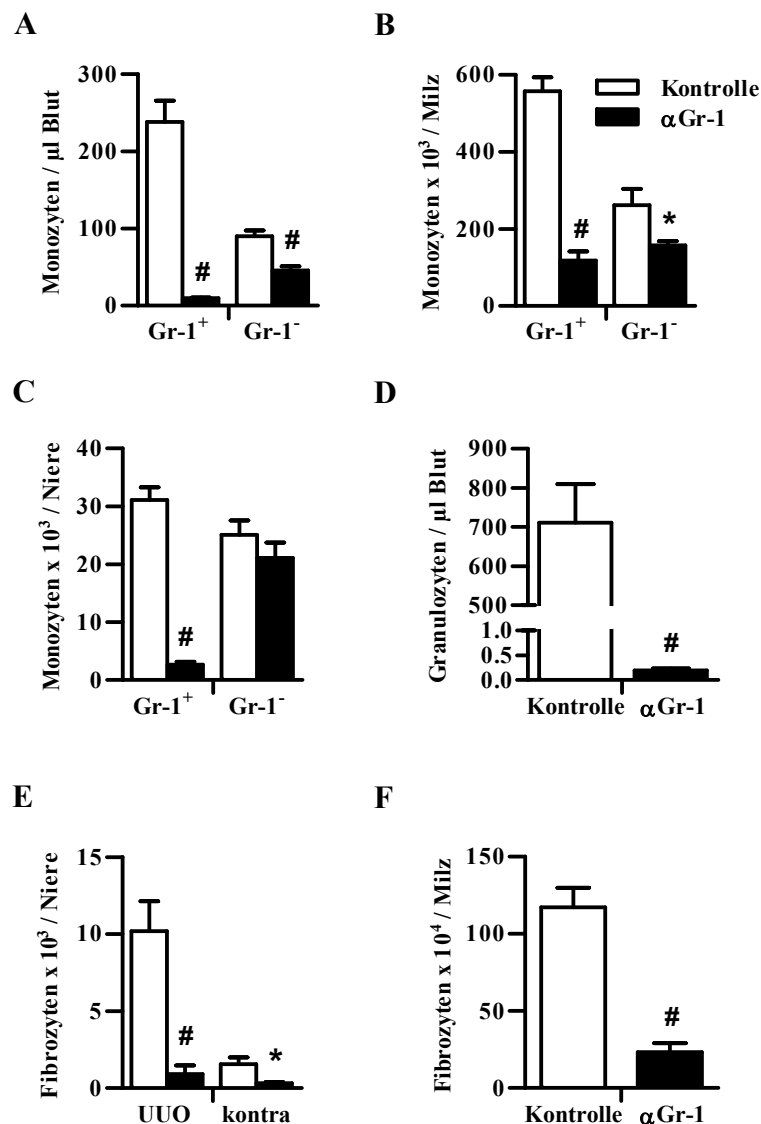 A
Monozyten / µl Blut
300
200
100
0
#
#
Gr-1⁺ Gr-1⁻
B
Monozyten x 10³ / Milz
600
400
200
0
Kontrolle
αGr-1
#
*
Gr-1⁺ Gr-1⁻
C
Monozyten x 10³ / Niere
40
30
20
10
0
#
Gr-1⁺ Gr-1⁻
D
Granulozyten / µl Blut
900
800
700
600
500
1.0
0.5
0.0
#
Kontrolle αGr-1
E
Fibrozyten x 10³ / Niere
15
10
5
0
#
*
UUO kontra
F
Fibrozyten x 10⁴ / Milz
150
100
50
0
#
Kontrolle αGr-1